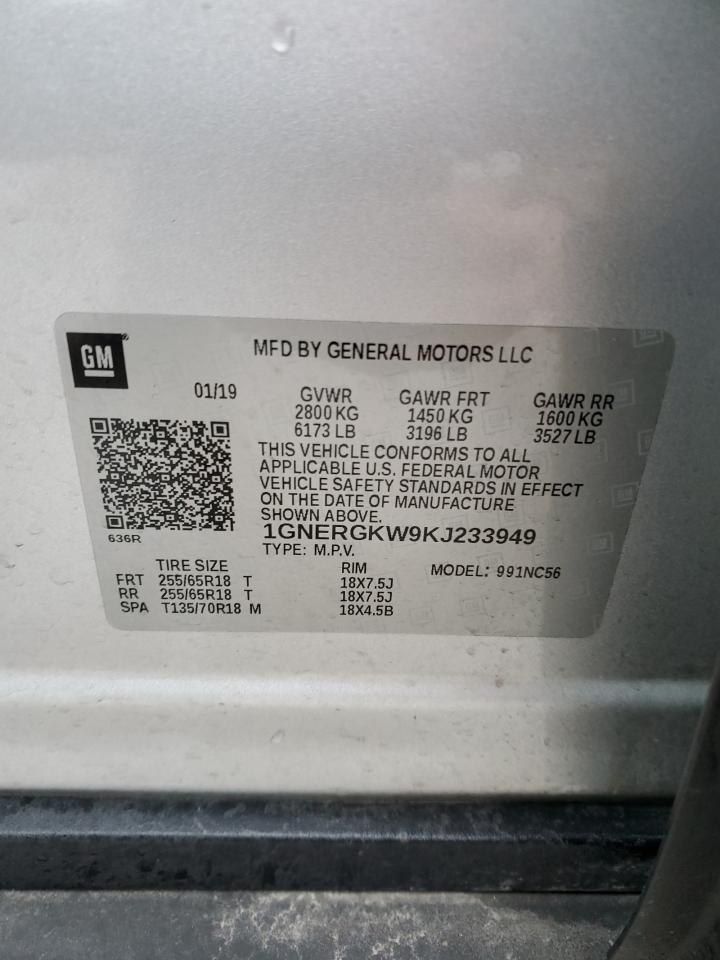 GM
MFD BY GENERAL MOTORS LLC
01/19
GVWR GAWR FRT GAWR RR
2800 KG 1450 KG 1600 KG
6173 LB 3196 LB 3527 LB
THIS VEHICLE CONFORMS TO ALL
APPLICABLE U.S. FEDERAL MOTOR
VEHICLE SAFETY STANDARDS IN EFFECT
ON THE DATE OF MANUFACTURE
SHOWN ABOVE.
636R
1GNERGKW9KJ233949
TYPE: M.P.V.
TIRE SIZE RIM MODEL: 991NC56
FRT 255/65R18 T 18X7.5J
RR 255/65R18 T 18X7.5J
SPA T135/70R18 M 18X4.5B